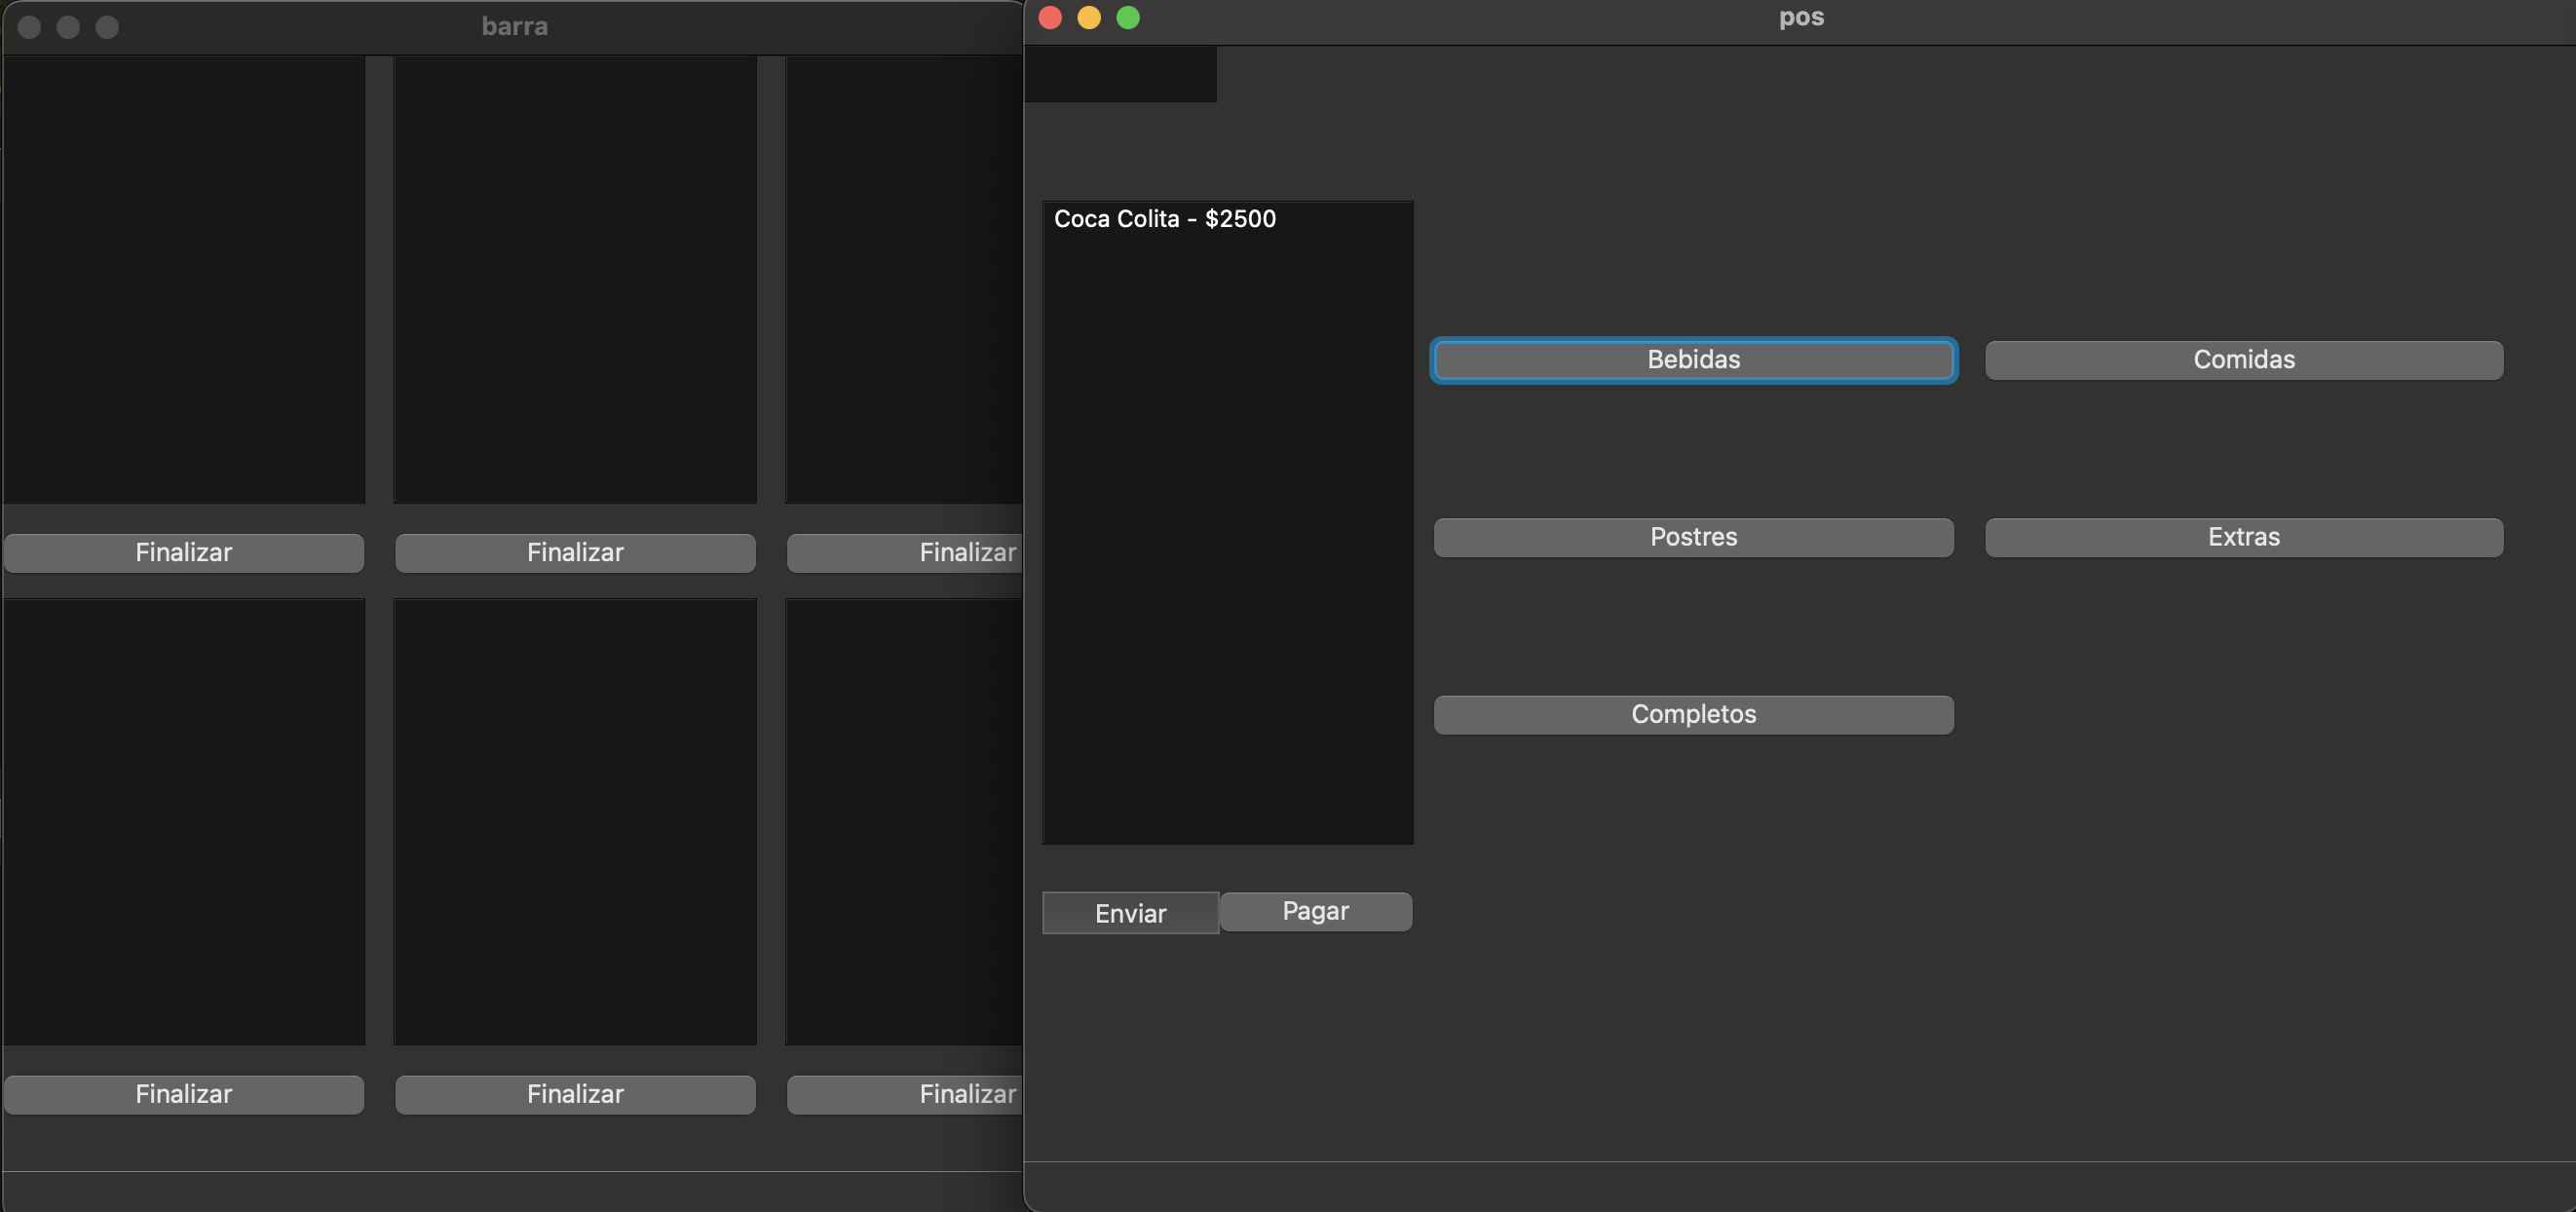 barra
Finalizar
Finalizar
Finalizar
Finalizar
Finalizar
Finalizar
pos
Coca Colita - $2500
Bebidas
Comidas
Postres
Extras
Completos
Enviar
Pagar